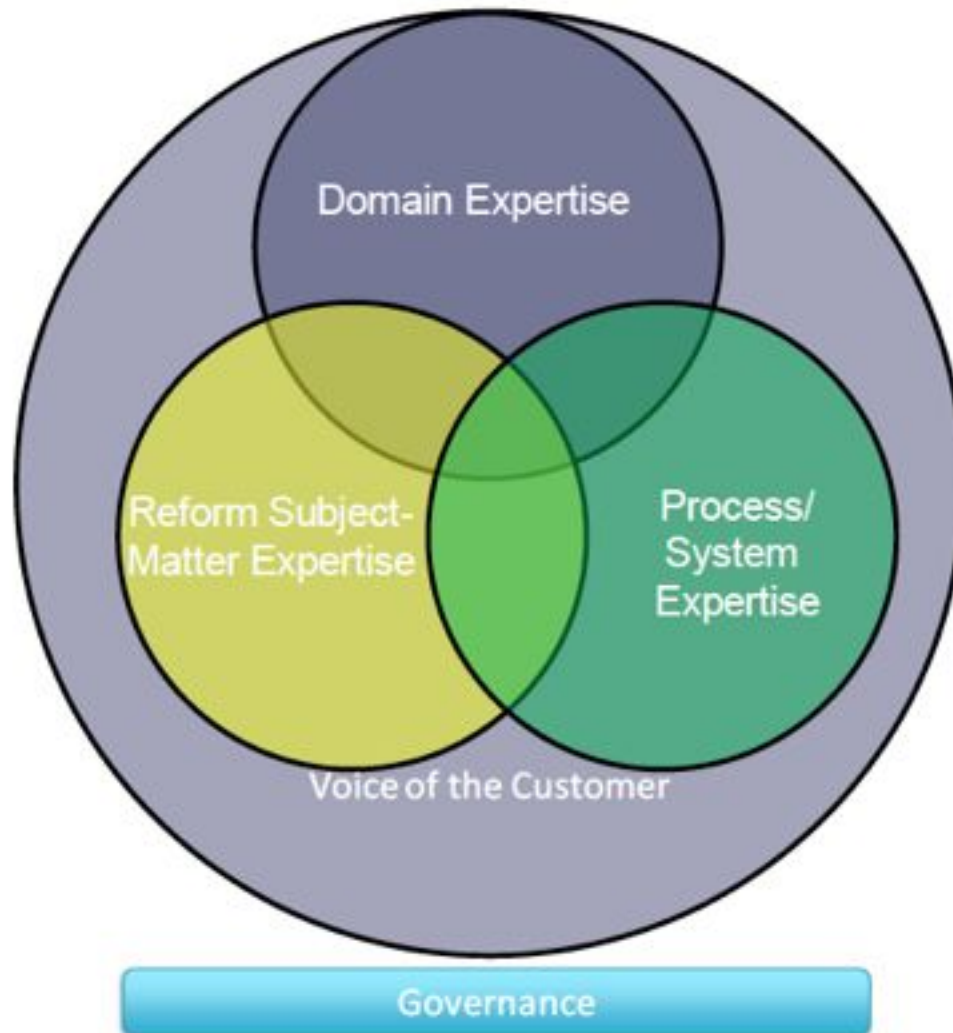 Domain Expertise
Reform Subject-
Matter Expertise
Process/
System
Expertise
Voice of the Customer
Governance